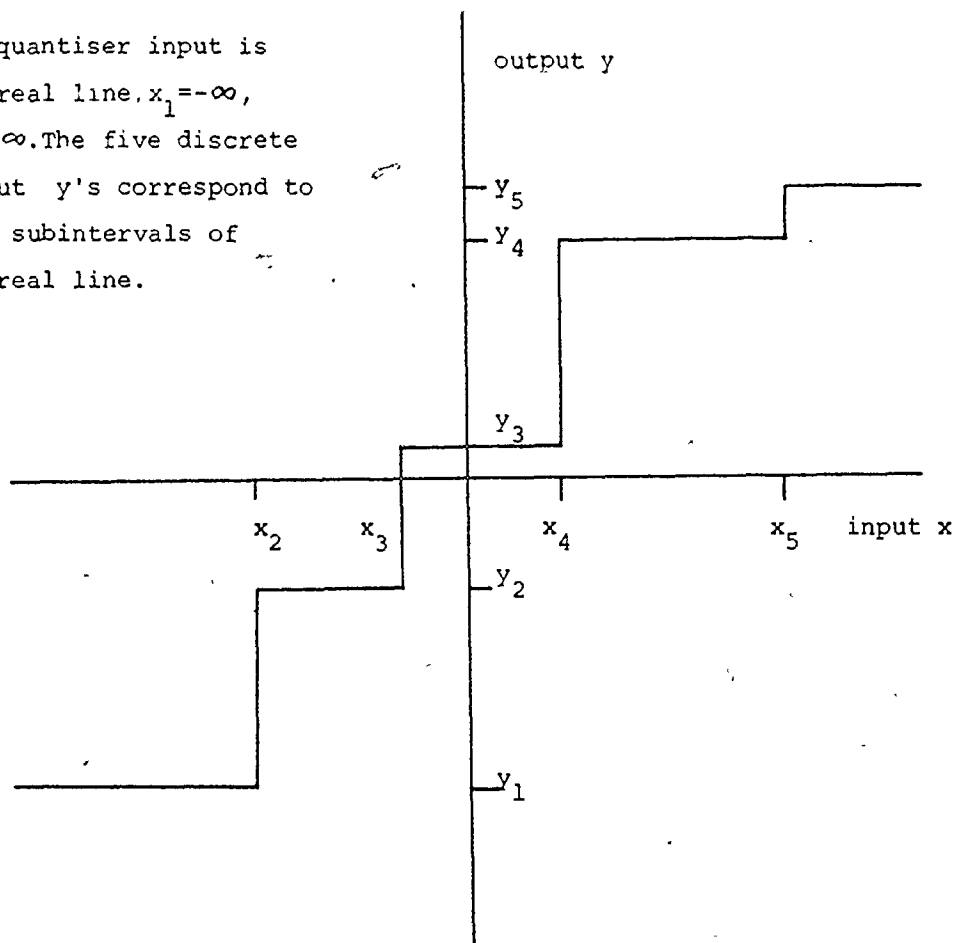 quantiser input is
real line, x₁=-∞,
∞. The five discrete
ut y's correspond to
subintervals of
real line.
output y
y₅
y₄
y₃
x₂ x₃ x₄ x₅ input x
y₂
y₁